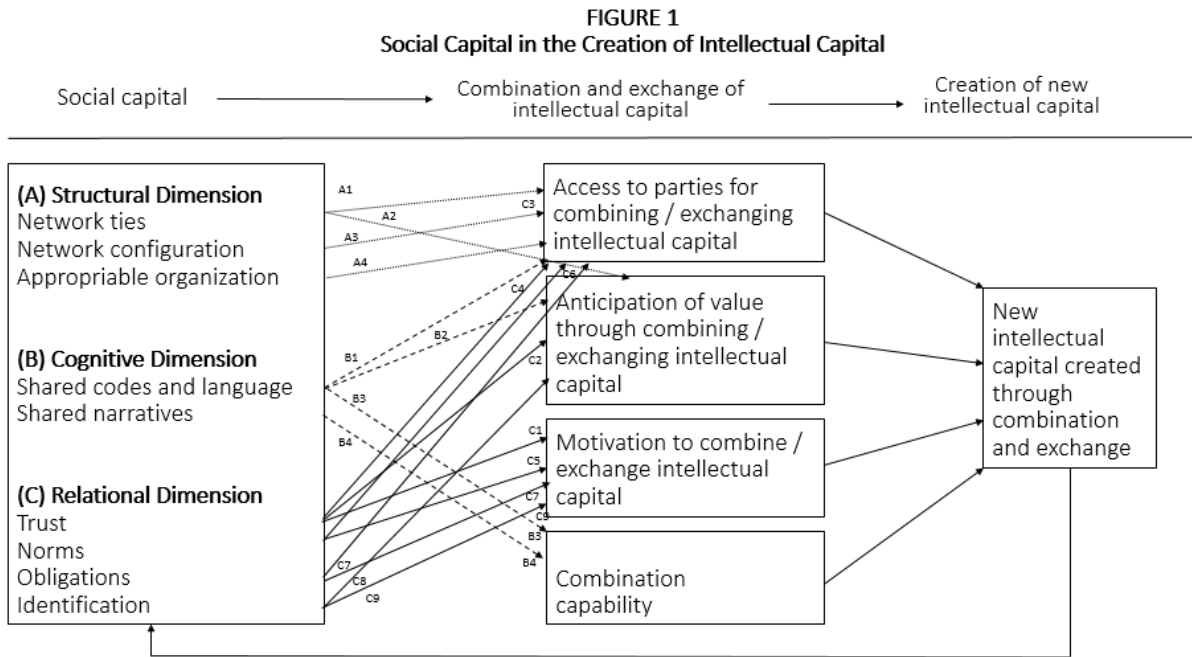 FIGURE 1
Social Capital in the Creation of Intellectual Capital
Social capital
Combination and exchange of
intellectual capital
Creation of new
intellectual capital
(A) Structural Dimension
Network ties
Network configuration
Appropriable organization
(B) Cognitive Dimension
Shared codes and language
Shared narratives
(C) Relational Dimension
Trust
Norms
Obligations
Identification
A1
A2
A3
A4
B1
B2
B3
B4
C7
C8
C9
C3
C4
C6
C2
C1
C5
C7
C9
B3
B4
Access to parties for
combining / exchanging
intellectual capital
Anticipation of value
through combining /
exchanging intellectual
capital
Motivation to combine /
exchange intellectual
capital
Combination
capability
New
intellectual
capital created
through
combination
and exchange